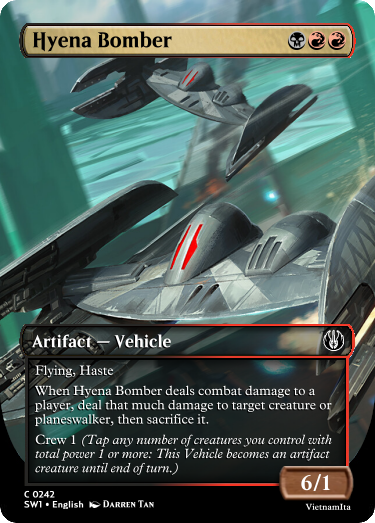 Hyena Bomber
Artifact — Vehicle
Flying, Haste
When Hyena Bomber deals combat damage to a
player, deal that much damage to target creature or
planeswalker, then sacrifice it.
Crew 1 (Tap any number of creatures you control with
total power 1 or more: This Vehicle becomes an artifact
creature until end of turn.)
6/1
C 0242
SW1 • English Darren Tan
VietnamIta